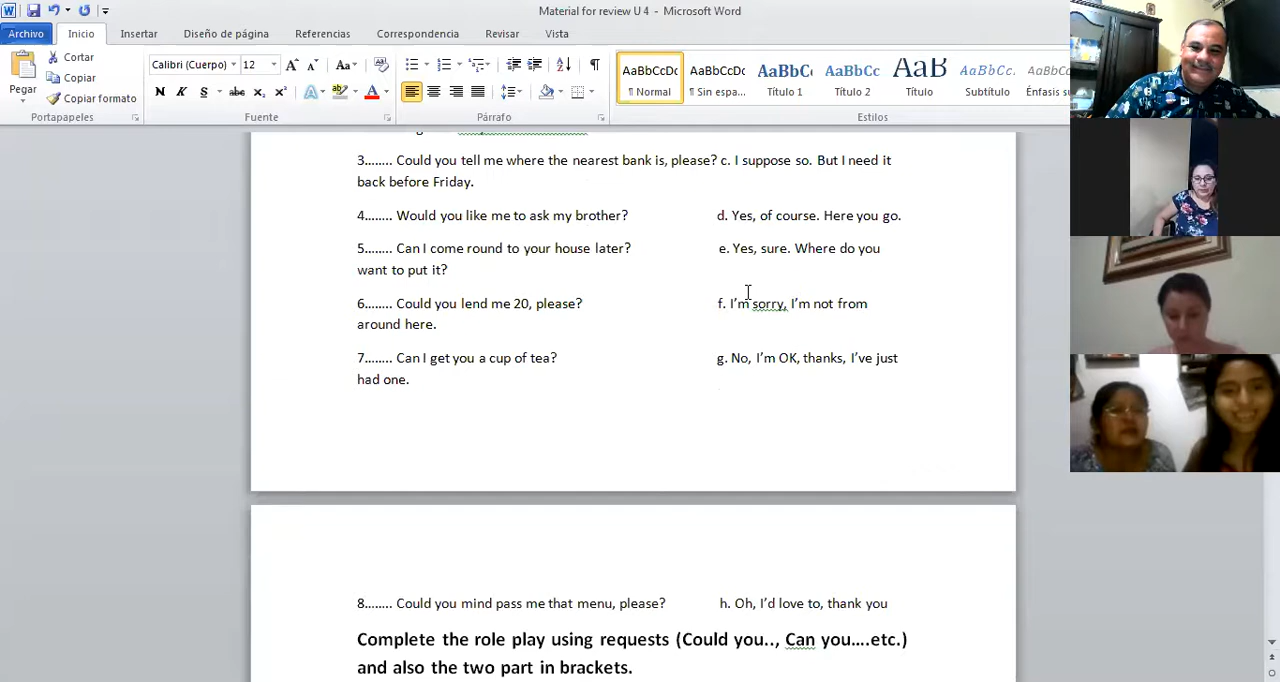 Material for review U 4 - Microsoft Word
Archivo Inicio Insertar Diseño de página Referencias Correspondencia Revisar Vista
Pegar
Cortar
Copiar
Copiar formato
Portapapeles
Calibri (Cuerpo) 12
Fuente
Párrafo
AaBbCcDc AaBbCcDc AaBbC AaBbCc AaB AaBbCc. AaBbCc
¶ Normal ¶ Sin espa... Título 1 Título 2 Título Subtítulo Énfasis
Estilos
3........ Could you tell me where the nearest bank is, please? c. I suppose so. But I need it
back before Friday.
4........ Would you like me to ask my brother? d. Yes, of course. Here you go.
5........ Can I come round to your house later? e. Yes, sure. Where do you
want to put it?
6........ Could you lend me 20, please? f. I'm sorry, I'm not from
around here.
7........ Can I get you a cup of tea? g. No, I'm OK, thanks, I've just
had one.
8........ Could you mind pass me that menu, please? h. Oh, I'd love to, thank you
Complete the role play using requests (Could you.., Can you....etc.)
and also the two part in brackets.